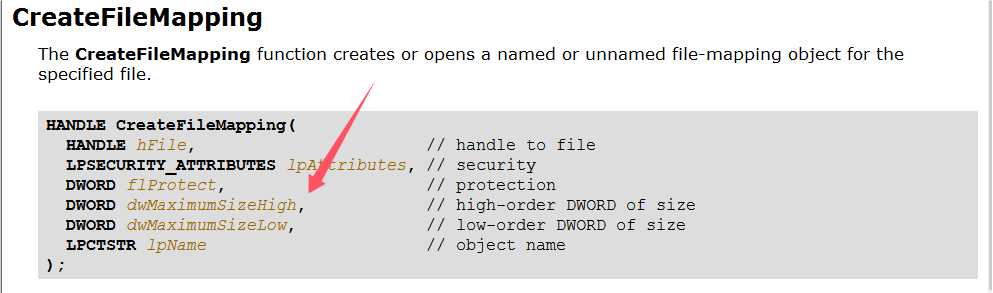 CreateFileMapping
The CreateFileMapping function creates or opens a named or unnamed file-mapping object for the
specified file.
HANDLE CreateFileMapping(
HANDLE hFile, // handle to file
LPSECURITY_ATTRIBUTES lpAttributes, // security
DWORD flProtect, // protection
DWORD dwMaximumSizeHigh, // high-order DWORD of size
DWORD dwMaximumSizeLow, // low-order DWORD of size
LPCTSTR lpName // object name
);